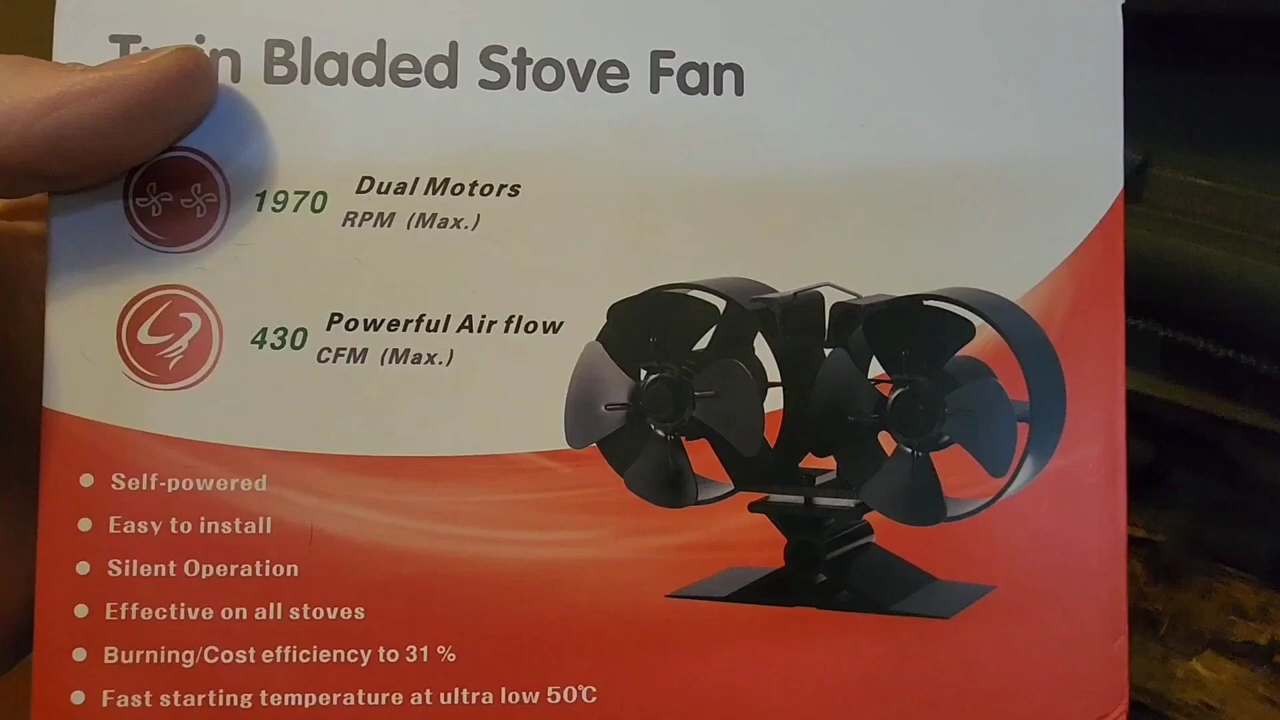 Twin Bladed Stove Fan
1970 Dual Motors
RPM (Max.)
430 Powerful Air flow
CFM (Max.)
Self-powered
Easy to install
Silent Operation
Effective on all stoves
Burning/Cost efficiency to 31 %
Fast starting temperature at ultra low 50℃